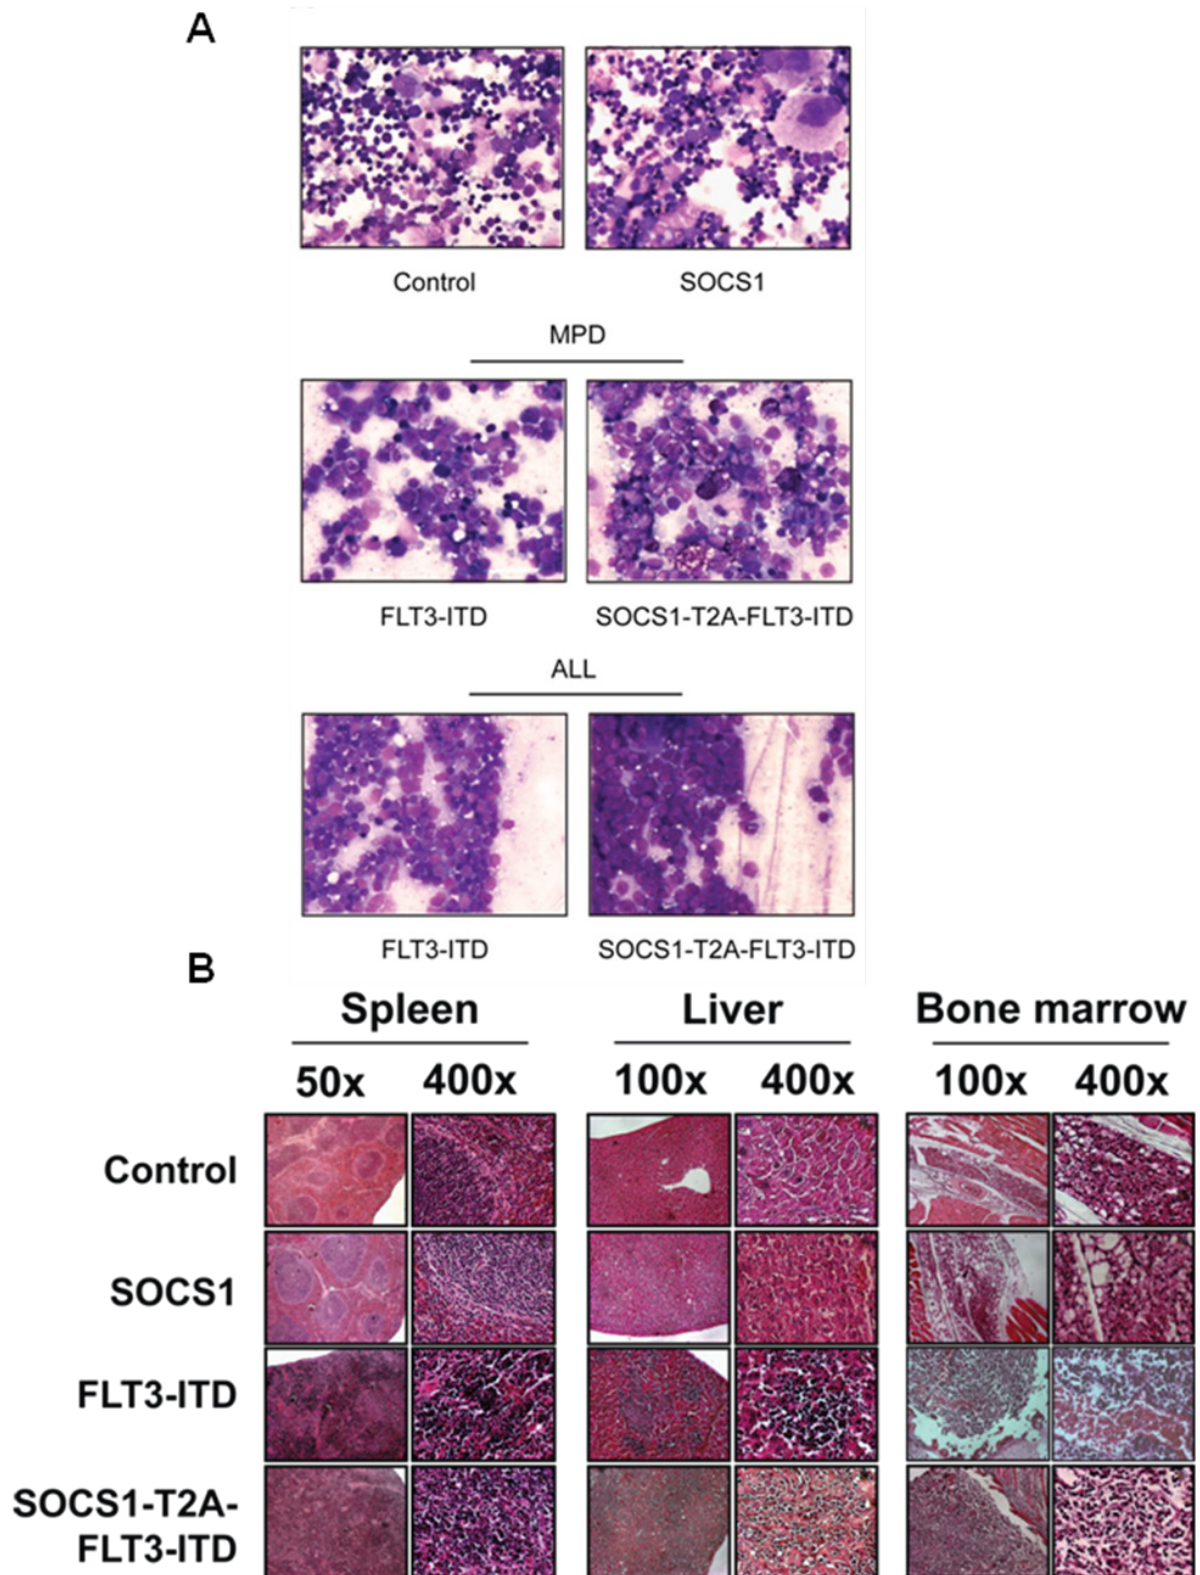 A
Control
SOCS1
MPD
FLT3-ITD
SOCS1-T2A-FLT3-ITD
ALL
FLT3-ITD
SOCS1-T2A-FLT3-ITD
B
Spleen
Liver
Bone marrow
50x
400x
100x
400x
100x
400x
Control
SOCS1
FLT3-ITD
SOCS1-T2A-
FLT3-ITD